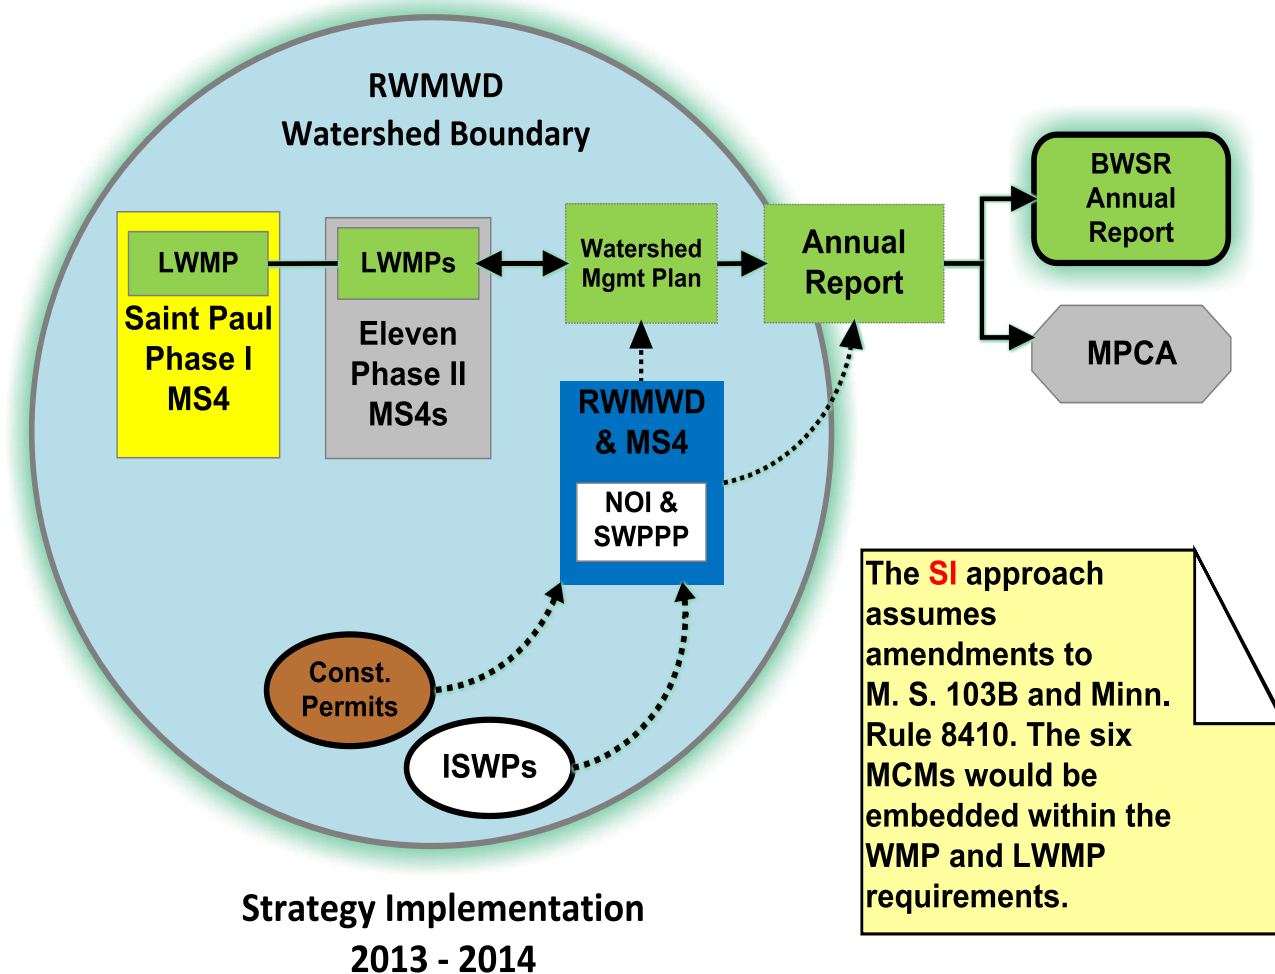 RWMWD
Watershed Boundary
LWMP
Saint Paul
Phase I
MS4
LWMPs
Eleven
Phase II
MS4s
Watershed
Mgmt Plan
Annual
Report
BWSR
Annual
Report
MPCA
RWMWD
& MS4
NOI &
SWPPP
Const.
Permits
ISWPs
The SI approach
assumes
amendments to
M. S. 103B and Minn.
Rule 8410. The six
MCMs would be
embedded within the
WMP and LWMP
requirements.
Strategy Implementation
2013 - 2014